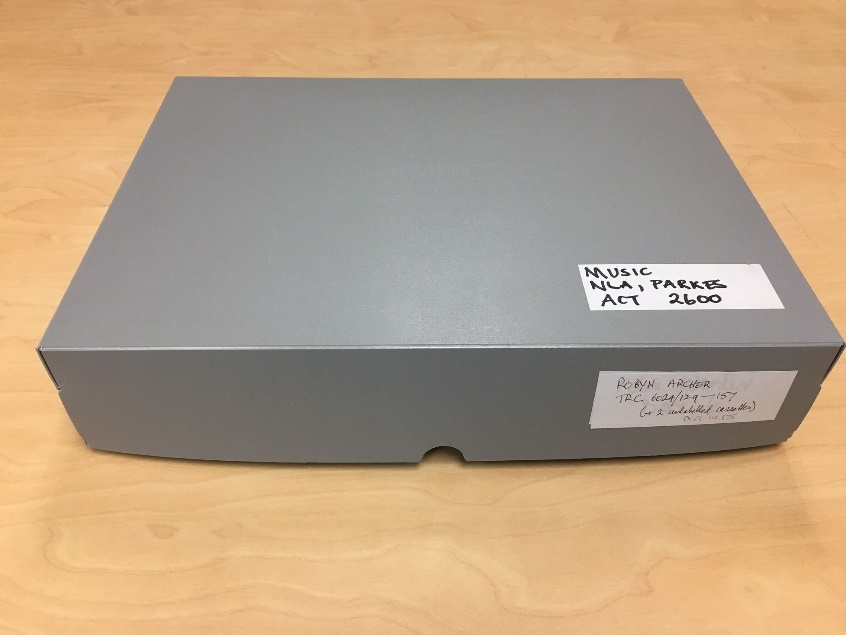 MUSIC
NLA, PARKES
ACT 2600
ROBYN ARCHER
TRC 6024/129-157
(+ 2 unlabelled cassettes)